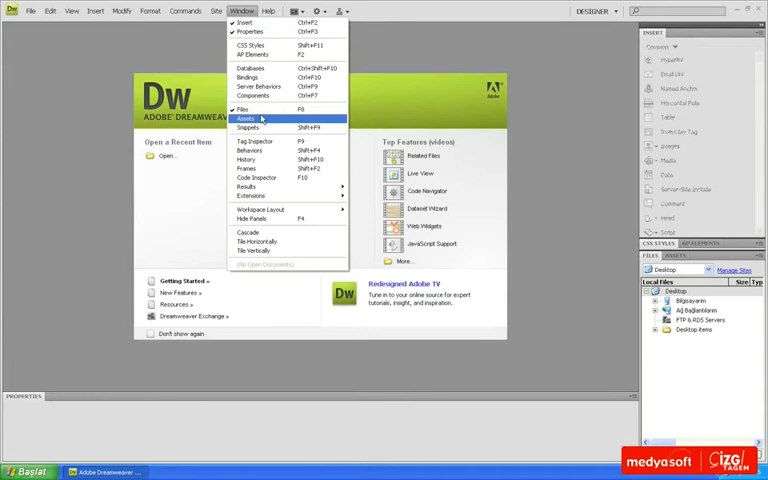 Dw
File
Edit
View
Insert
Modify
Format
Commands
Site
Window
Help
DESIGNER
Insert Ctrl+F2
Properties Ctrl+F3
CSS Styles Shift+F11
AP Elements F2
Databases Ctrl+Shift+F10
Bindings Ctrl+F10
Server Behaviors Ctrl+F9
Components Ctrl+F7
Files F8
Assets
Snippets Shift+F9
Tag Inspector F9
Behaviors Shift+F4
History Shift+F10
Frames Shift+F2
Code Inspector F10
Results
Extensions
Workspace Layout
Hide Panels F4
Cascade
Tile Horizontally
Tile Vertically
(No Open Documents)
Dw
ADOBE DREAMWEAVER
Adobe
Open a Recent Item
Open...
Top Features (videos)
Related Files
Live View
Code Navigator
Dataset Wizard
Web Widgets
JavaScript Support
More...
Getting Started »
New Features »
Resources »
Dreamweaver Exchange »
Dw
Redesigned Adobe TV
Tune in to your online source for expert
tutorials, insight, and inspiration.
Don't show again
INSERT
Common
Hyperlink
Email Link
Named Anchor
Horizontal Rule
Table
Insert Div Tag
Images
Media
Date
Server-Side Include
Comment
Head
Script
CSS STYLES AP ELEMENTS
FILES ASSETS
Desktop Manage Sites
Local Files Size Typ
Desktop
Bilgisayarım
Ağ Bağlantılarım
FTP & RDS Servers
Desktop items
PROPERTIES
Başlat
Dw Adobe Dreamweaver ...
medyasoft
ÇİZGİ
TAGEM